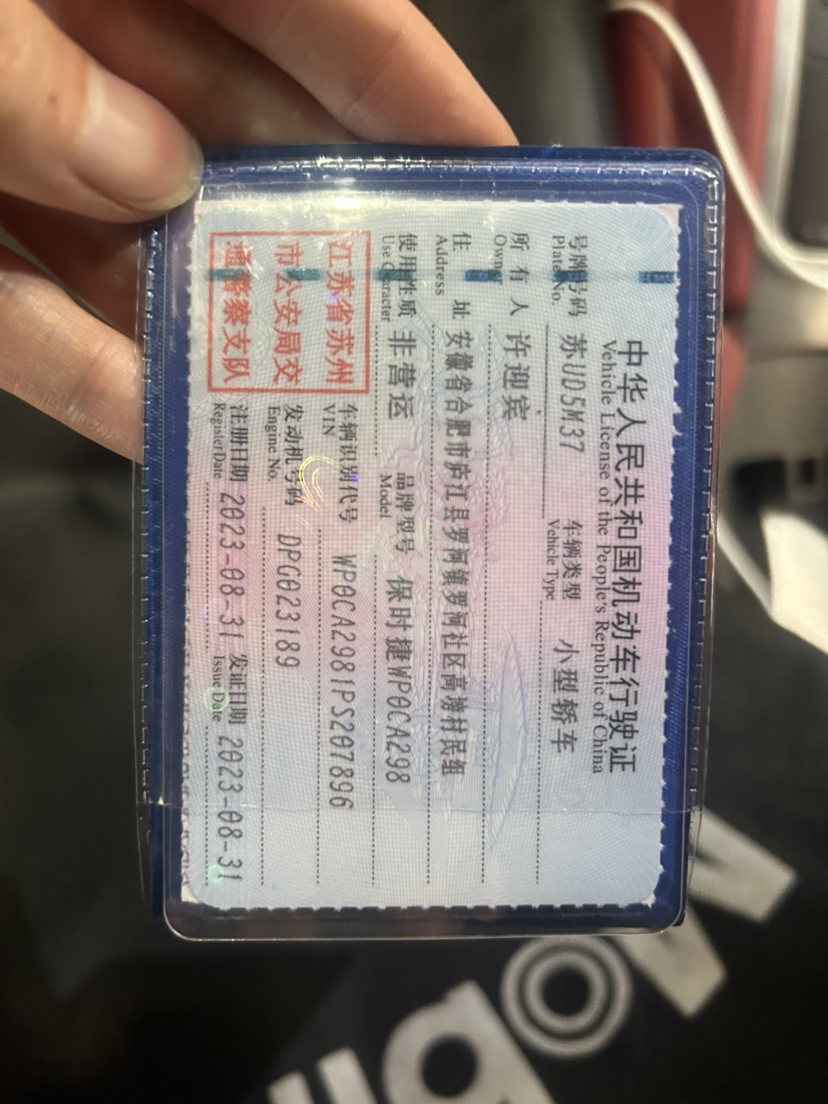 中华人民共和国机动车行驶证
Vehicle License of the People's Republic of China
号牌号码 苏UD5M37 车辆类型 小型轿车
Plate No. Vehicle Type
所有人 许迎宾
Owner
住址 安徽省合肥市庐江县罗河镇罗河社区高塘村民组
Address
使用性质 非营运 品牌型号 保时捷WP0CA298
Use Character Model
江苏省苏州
市公安局交
通警察支队
车辆识别代号 WP0CA2981PS207896
VIN
发动机号码 DPG023189
Engine No.
注册日期 2023-08-31 发证日期 2023-08-31
Register Date Issue Date